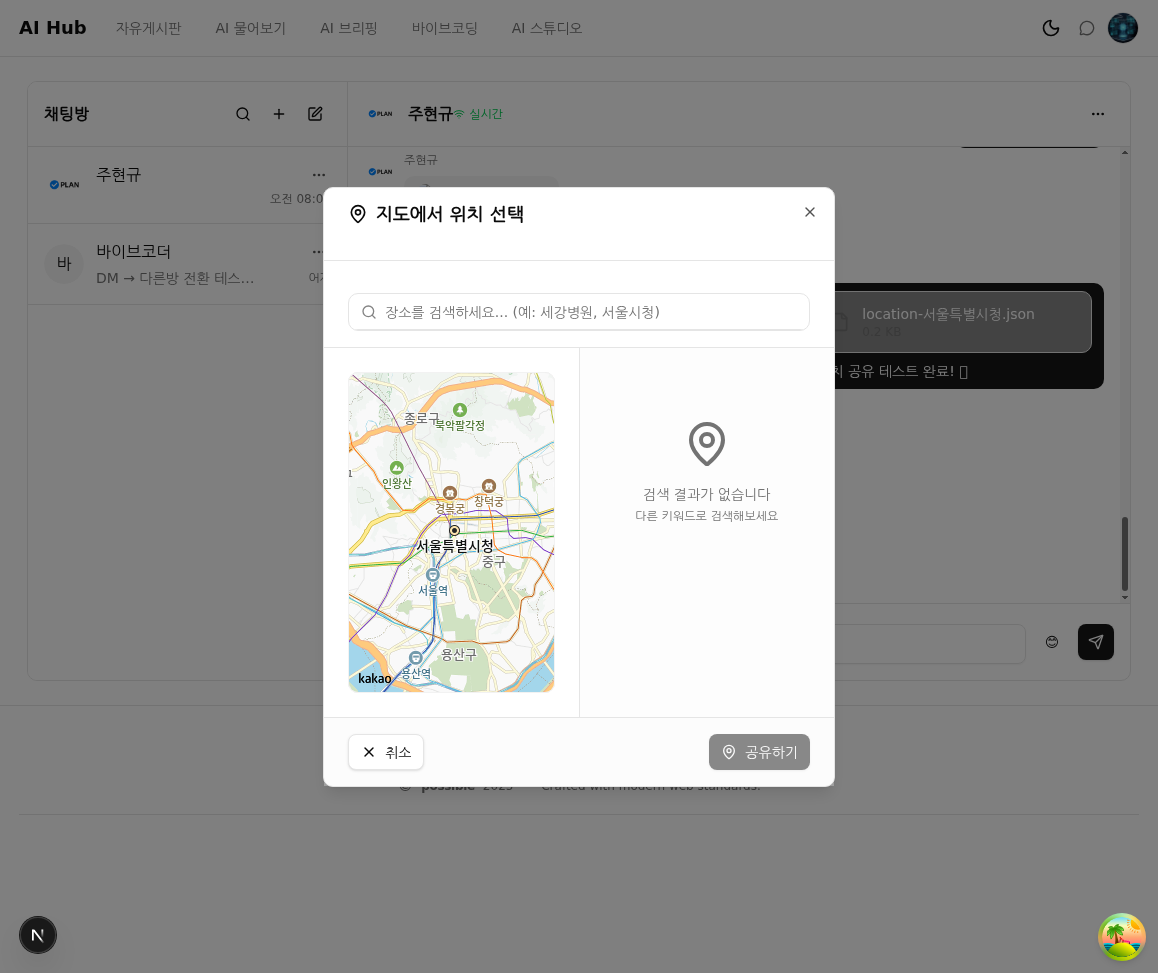 AI Hub
자유게시판
AI 물어보기
AI 브리핑
바이브코딩
AI 스튜디오
채팅방
PLAN
주현규
실시간
PLAN
주현규
오전 08:0
바
바이브코더
DM → 다른방 전환 테스…
PLAN
주현규
지도에서 위치 선택
장소를 검색하세요... (예: 세강병원, 서울시청)
location-서울특별시청.json
0.2 KB
치 공유 테스트 완료!
종로구
북악팔각정
인왕산
경복궁
창덕궁
서울특별시청
중구
서울역
용산구
용산역
kakao
검색 결과가 없습니다
다른 키워드로 검색해보세요
취소
공유하기
possible 2025 Crafted with modern web standards.
N